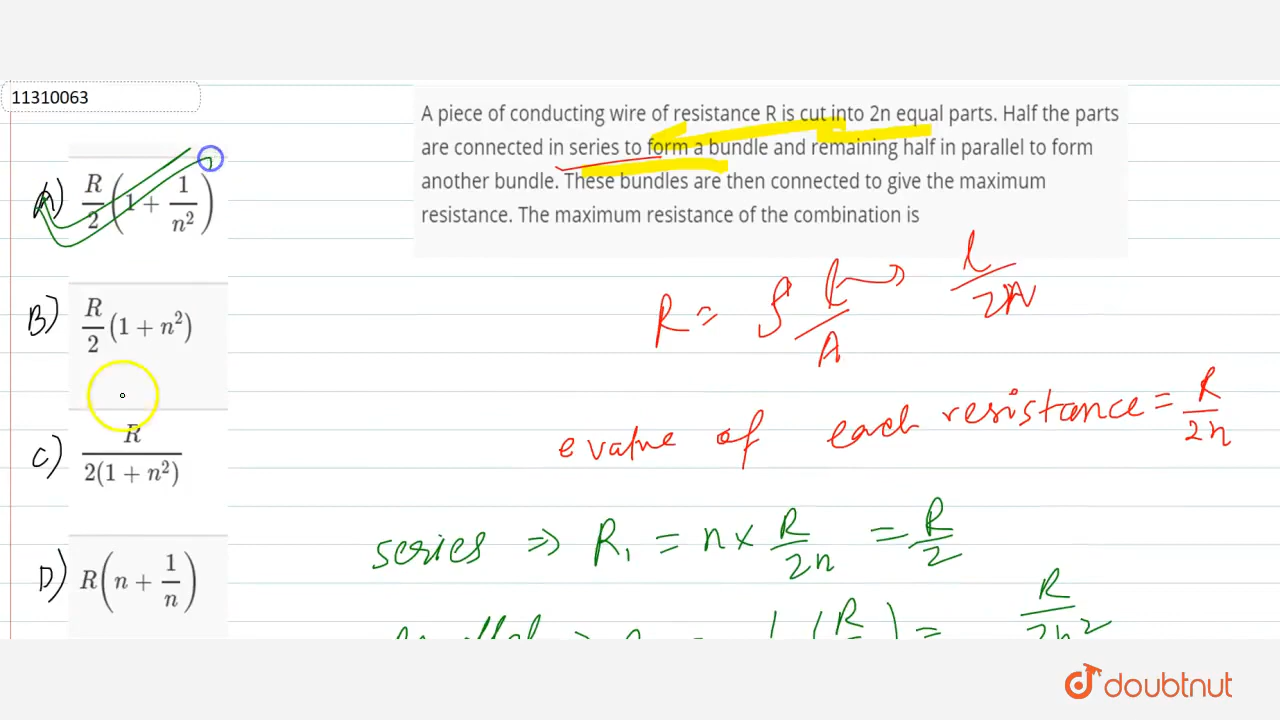 11310063
A piece of conducting wire of resistance R is cut into 2n equal parts. Half the parts
are connected in series to form a bundle and remaining half in parallel to form
another bundle. These bundles are then connected to give the maximum
resistance. The maximum resistance of the combination is
A) R/2 (1 + 1/n²)
B) R/2 (1 + n²)
C) R/2(1 + n²)
D) R(n + 1/n)
R = ρ l/A → l/2n
value of each resistance = R/2n
series ⇒ R₁ = n × R/2n = R/2
= R/2n²
doubtnut